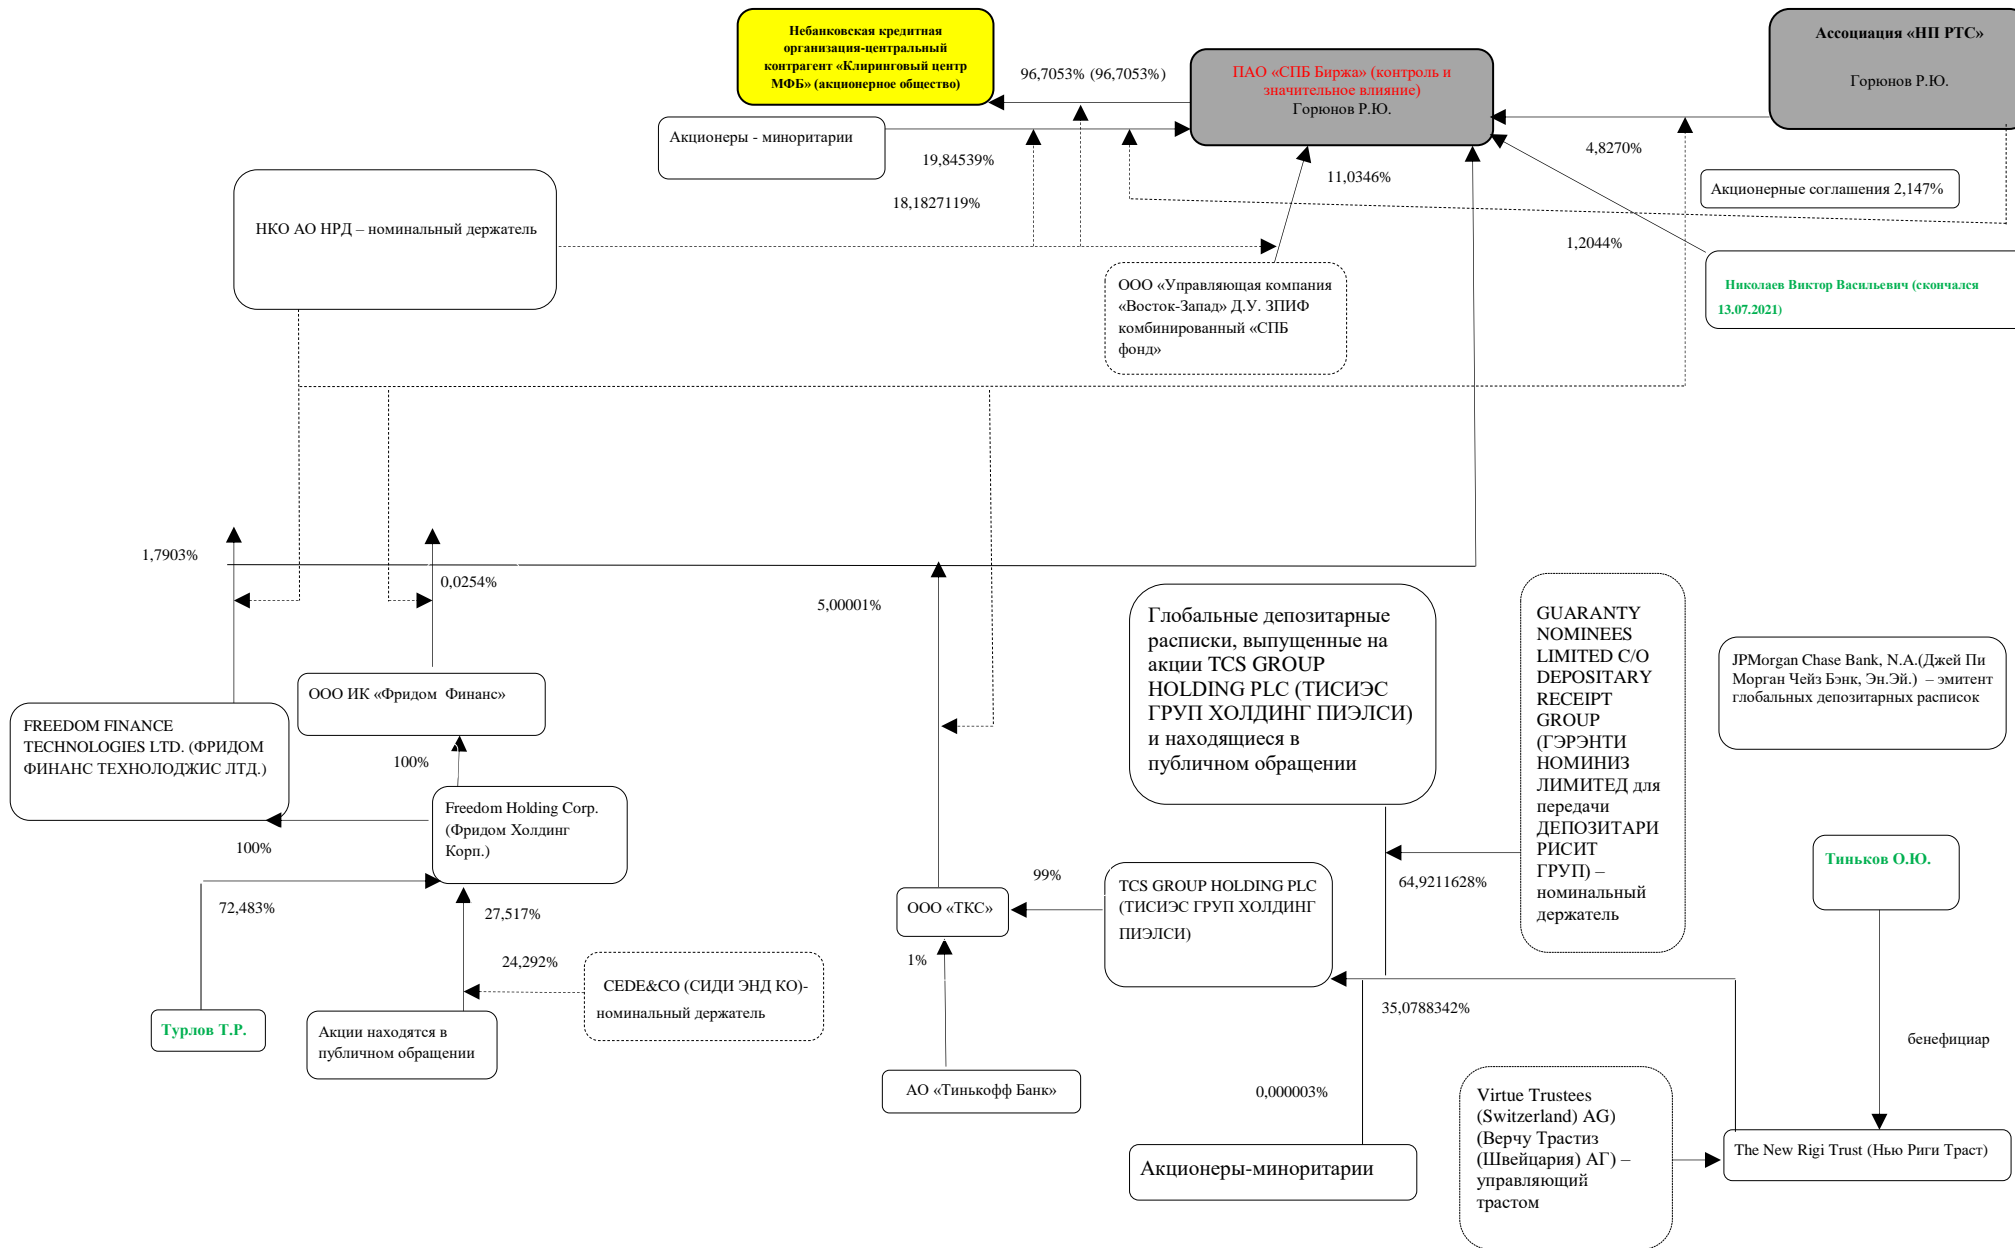 Небанковская кредитная
организация-центральный
контрагент «Клиринговый центр
МФБ» (акционерное общество)
96,7053% (96,7053%)
ПАО «СПБ Биржа» (контроль и
значительное влияние)
Горюнов Р.Ю.
Ассоциация «НП РТС»
Горюнов Р.Ю.
Акционеры - миноритарии
19,84539%
18,1827119%
11,0346%
4,8270%
Акционерные соглашения 2,147%
1,2044%
НКО АО НРД – номинальный держатель
ООО «Управляющая компания
«Восток-Запад» Д.У. ЗПИФ
комбинированный «СПБ
фонд»
Николаев Виктор Васильевич (скончался
13.07.2021)
1,7903%
0,0254%
5,00001%
Глобальные депозитарные
расписки, выпущенные на
акции TCS GROUP
HOLDING PLC (ТИСИЭС
ГРУП ХОЛДИНГ ПИЭЛСИ)
и находящиеся в
публичном обращении
GUARANTY
NOMINEES
LIMITED C/O
DEPOSITARY
RECEIPT
GROUP
(ГЭРЭНТИ
НОМИНИЗ
ЛИМИТЕД для
передачи
ДЕПОЗИТАРИ
РИСИТ
ГРУП) –
номинальный
держатель
JPMorgan Chase Bank, N.A.(Джей Пи
Морган Чейз Бэнк, Эн.Эй.) – эмитент
глобальных депозитарных расписок
ООО ИК «Фридом Финанс»
FREEDOM FINANCE
TECHNOLOGIES LTD. (ФРИДОМ
ФИНАНС ТЕХНОЛОДЖИС ЛТД.)
100%
Freedom Holding Corp.
(Фридом Холдинг
Корп.)
100%
72,483%
27,517%
24,292%
CEDE&CO (СИДИ ЭНД КО)-
номинальный держатель
Турлов Т.Р.
Акции находятся в
публичном обращении
99%
ООО «ТКС»
1%
TCS GROUP HOLDING PLC
(ТИСИЭС ГРУП ХОЛДИНГ
ПИЭЛСИ)
64,9211628%
35,0788342%
Тиньков О.Ю.
бенефициар
АО «Тинькофф Банк»
0,000003%
Акционеры-миноритарии
Virtue Trustees
(Switzerland) AG)
(Верчу Трастиз
(Швейцария) АГ) –
управляющий
трастом
The New Rigi Trust (Нью Риги Траст)